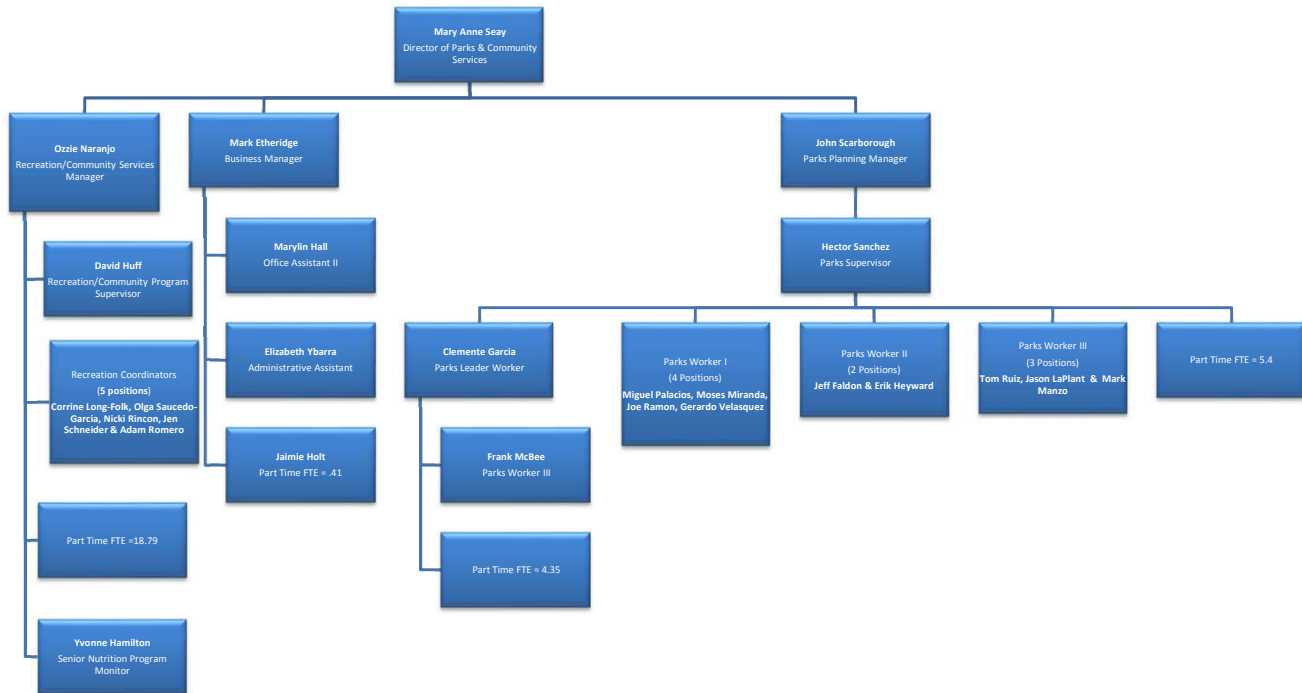 Mary Anne Seay
Director of Parks & Community
Services
Ozzie Naranjo
Recreation/Community Services
Manager
Mark Etheridge
Business Manager
John Scarborough
Parks Planning Manager
Marylin Hall
Office Assistant II
Hector Sanchez
Parks Supervisor
David Huff
Recreation/Community Program
Supervisor
Recreation Coordinators
(5 positions)
Corrine Long-Folk, Olga Saucedo-
Garcia, Nicki Rincon, Jen
Schneider & Adam Romero
Elizabeth Ybarra
Administrative Assistant
Clemente Garcia
Parks Leader Worker
Parks Worker I
(4 Positions)
Miguel Palacios, Moses Miranda,
Joe Ramon, Gerardo Velasquez
Parks Worker II
(2 Positions)
Jeff Faldon & Erik Heyward
Parks Worker III
(3 Positions)
Tom Ruiz, Jason LaPlant & Mark
Manzo
Part Time FTE = 5.4
Jaimie Holt
Part Time FTE = .41
Frank McBee
Parks Worker III
Part Time FTE =18.79
Part Time FTE = 4.35
Yvonne Hamilton
Senior Nutrition Program
Monitor